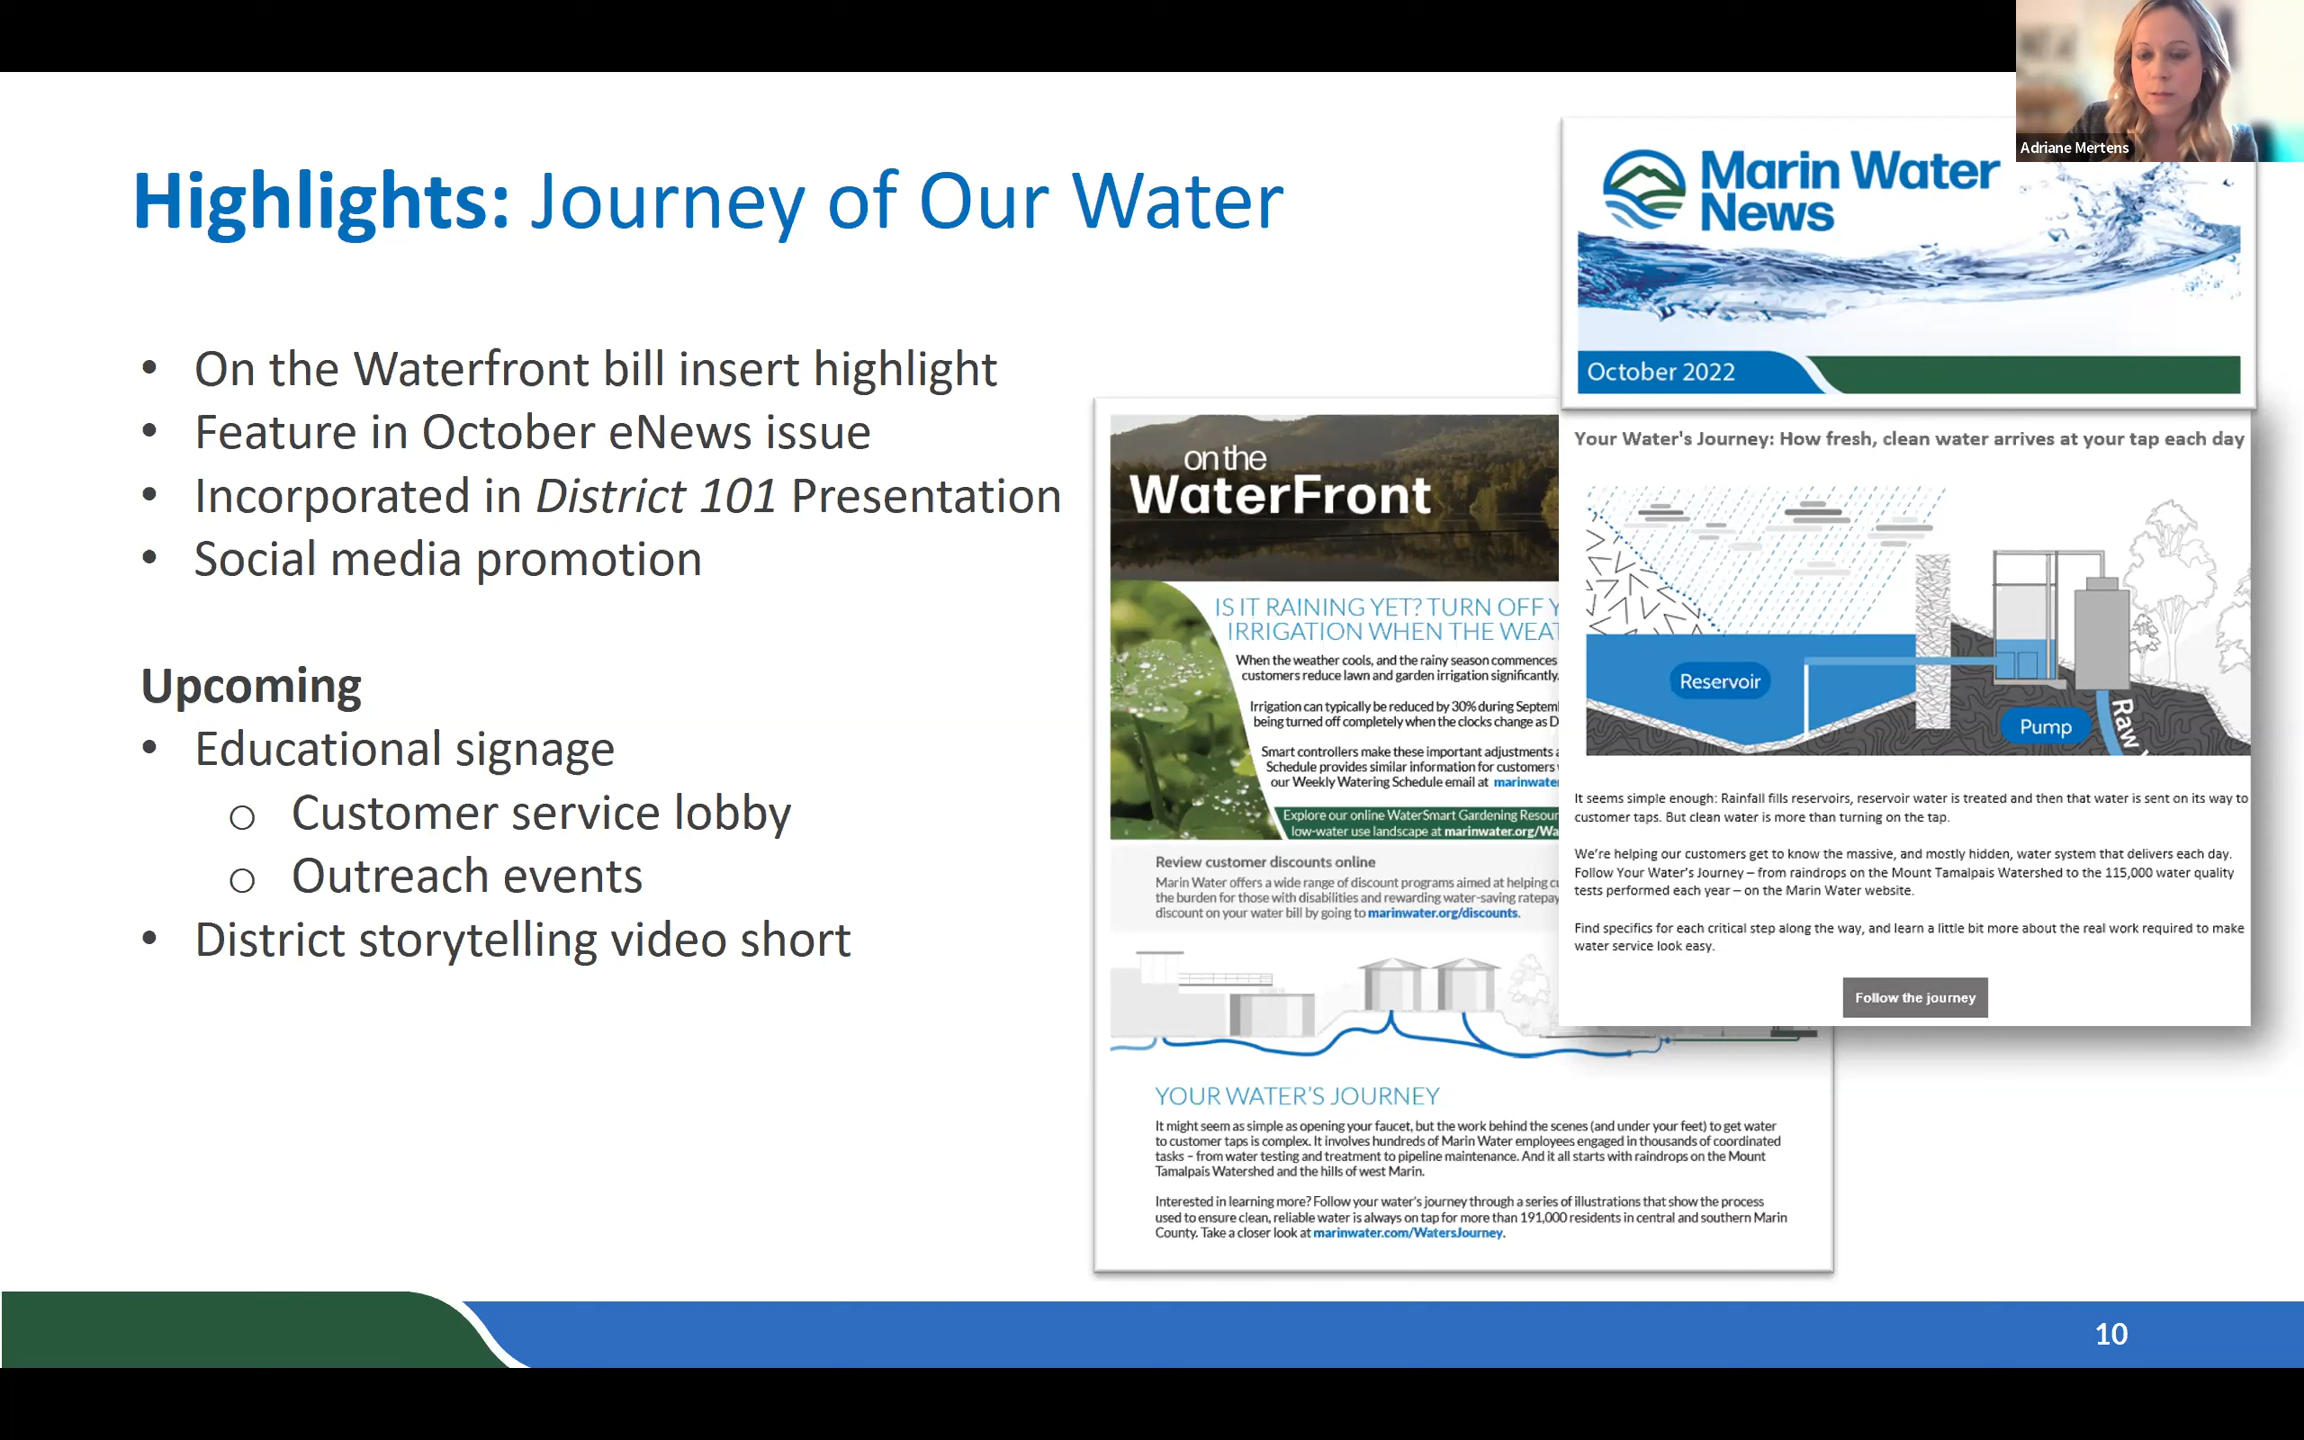 Adriane Mertens
Highlights: Journey of Our Water
• On the Waterfront bill insert highlight
• Feature in October eNews issue
• Incorporated in District 101 Presentation
• Social media promotion
Upcoming
• Educational signage
○ Customer service lobby
○ Outreach events
• District storytelling video short
on the
WaterFront
IS IT RAINING YET? TURN OFF
IRRIGATION WHEN THE
When the weather cools, and the rainy season commences
customers reduce lawn and garden irrigation significantly.
Irrigation can typically be reduced by 30% during
being turned off completely when the clocks change as
Smart controllers make these important adjustments
Schedule provides similar information for customers
our Weekly Watering Schedule email at marinwater
Explore our online WaterSmart Gardening
low-water use landscape at marinwater.org/Wa
Review customer discounts online
Marin Water offers a wide range of discount programs aimed at helping
the burden for those with disabilities and rewarding water-saving
discount on your water bill by going to marinwater.org/discounts.
YOUR WATER'S JOURNEY
It might seem as simple as opening your faucet, but the work behind the scenes (and under your feet) to get water
to customer taps is complex. It involves hundreds of Marin Water employees engaged in thousands of coordinated
tasks – from water testing and treatment to pipeline maintenance. And it all starts with raindrops on the Mount
Tamalpais Watershed and the hills of west Marin.
Interested in learning more? Follow your water's journey through a series of illustrations that show the process
used to ensure clean, reliable water is always on tap for more than 191,000 residents in central and southern Marin
County. Take a closer look at marinwater.com/WatersJourney.
Marin Water
News
October 2022
Your Water's Journey: How fresh, clean water arrives at your tap each day
Reservoir
Pump
Raw
It seems simple enough: Rainfall fills reservoirs, reservoir water is treated and then that water is sent on its way to
customer taps. But clean water is more than turning on the tap.
We're helping our customers get to know the massive, and mostly hidden, water system that delivers each day.
Follow Your Water's Journey – from raindrops on the Mount Tamalpais Watershed to the 115,000 water quality
tests performed each year – on the Marin Water website.
Find specifics for each critical step along the way, and learn a little bit more about the real work required to make
water service look easy.
Follow the journey
10